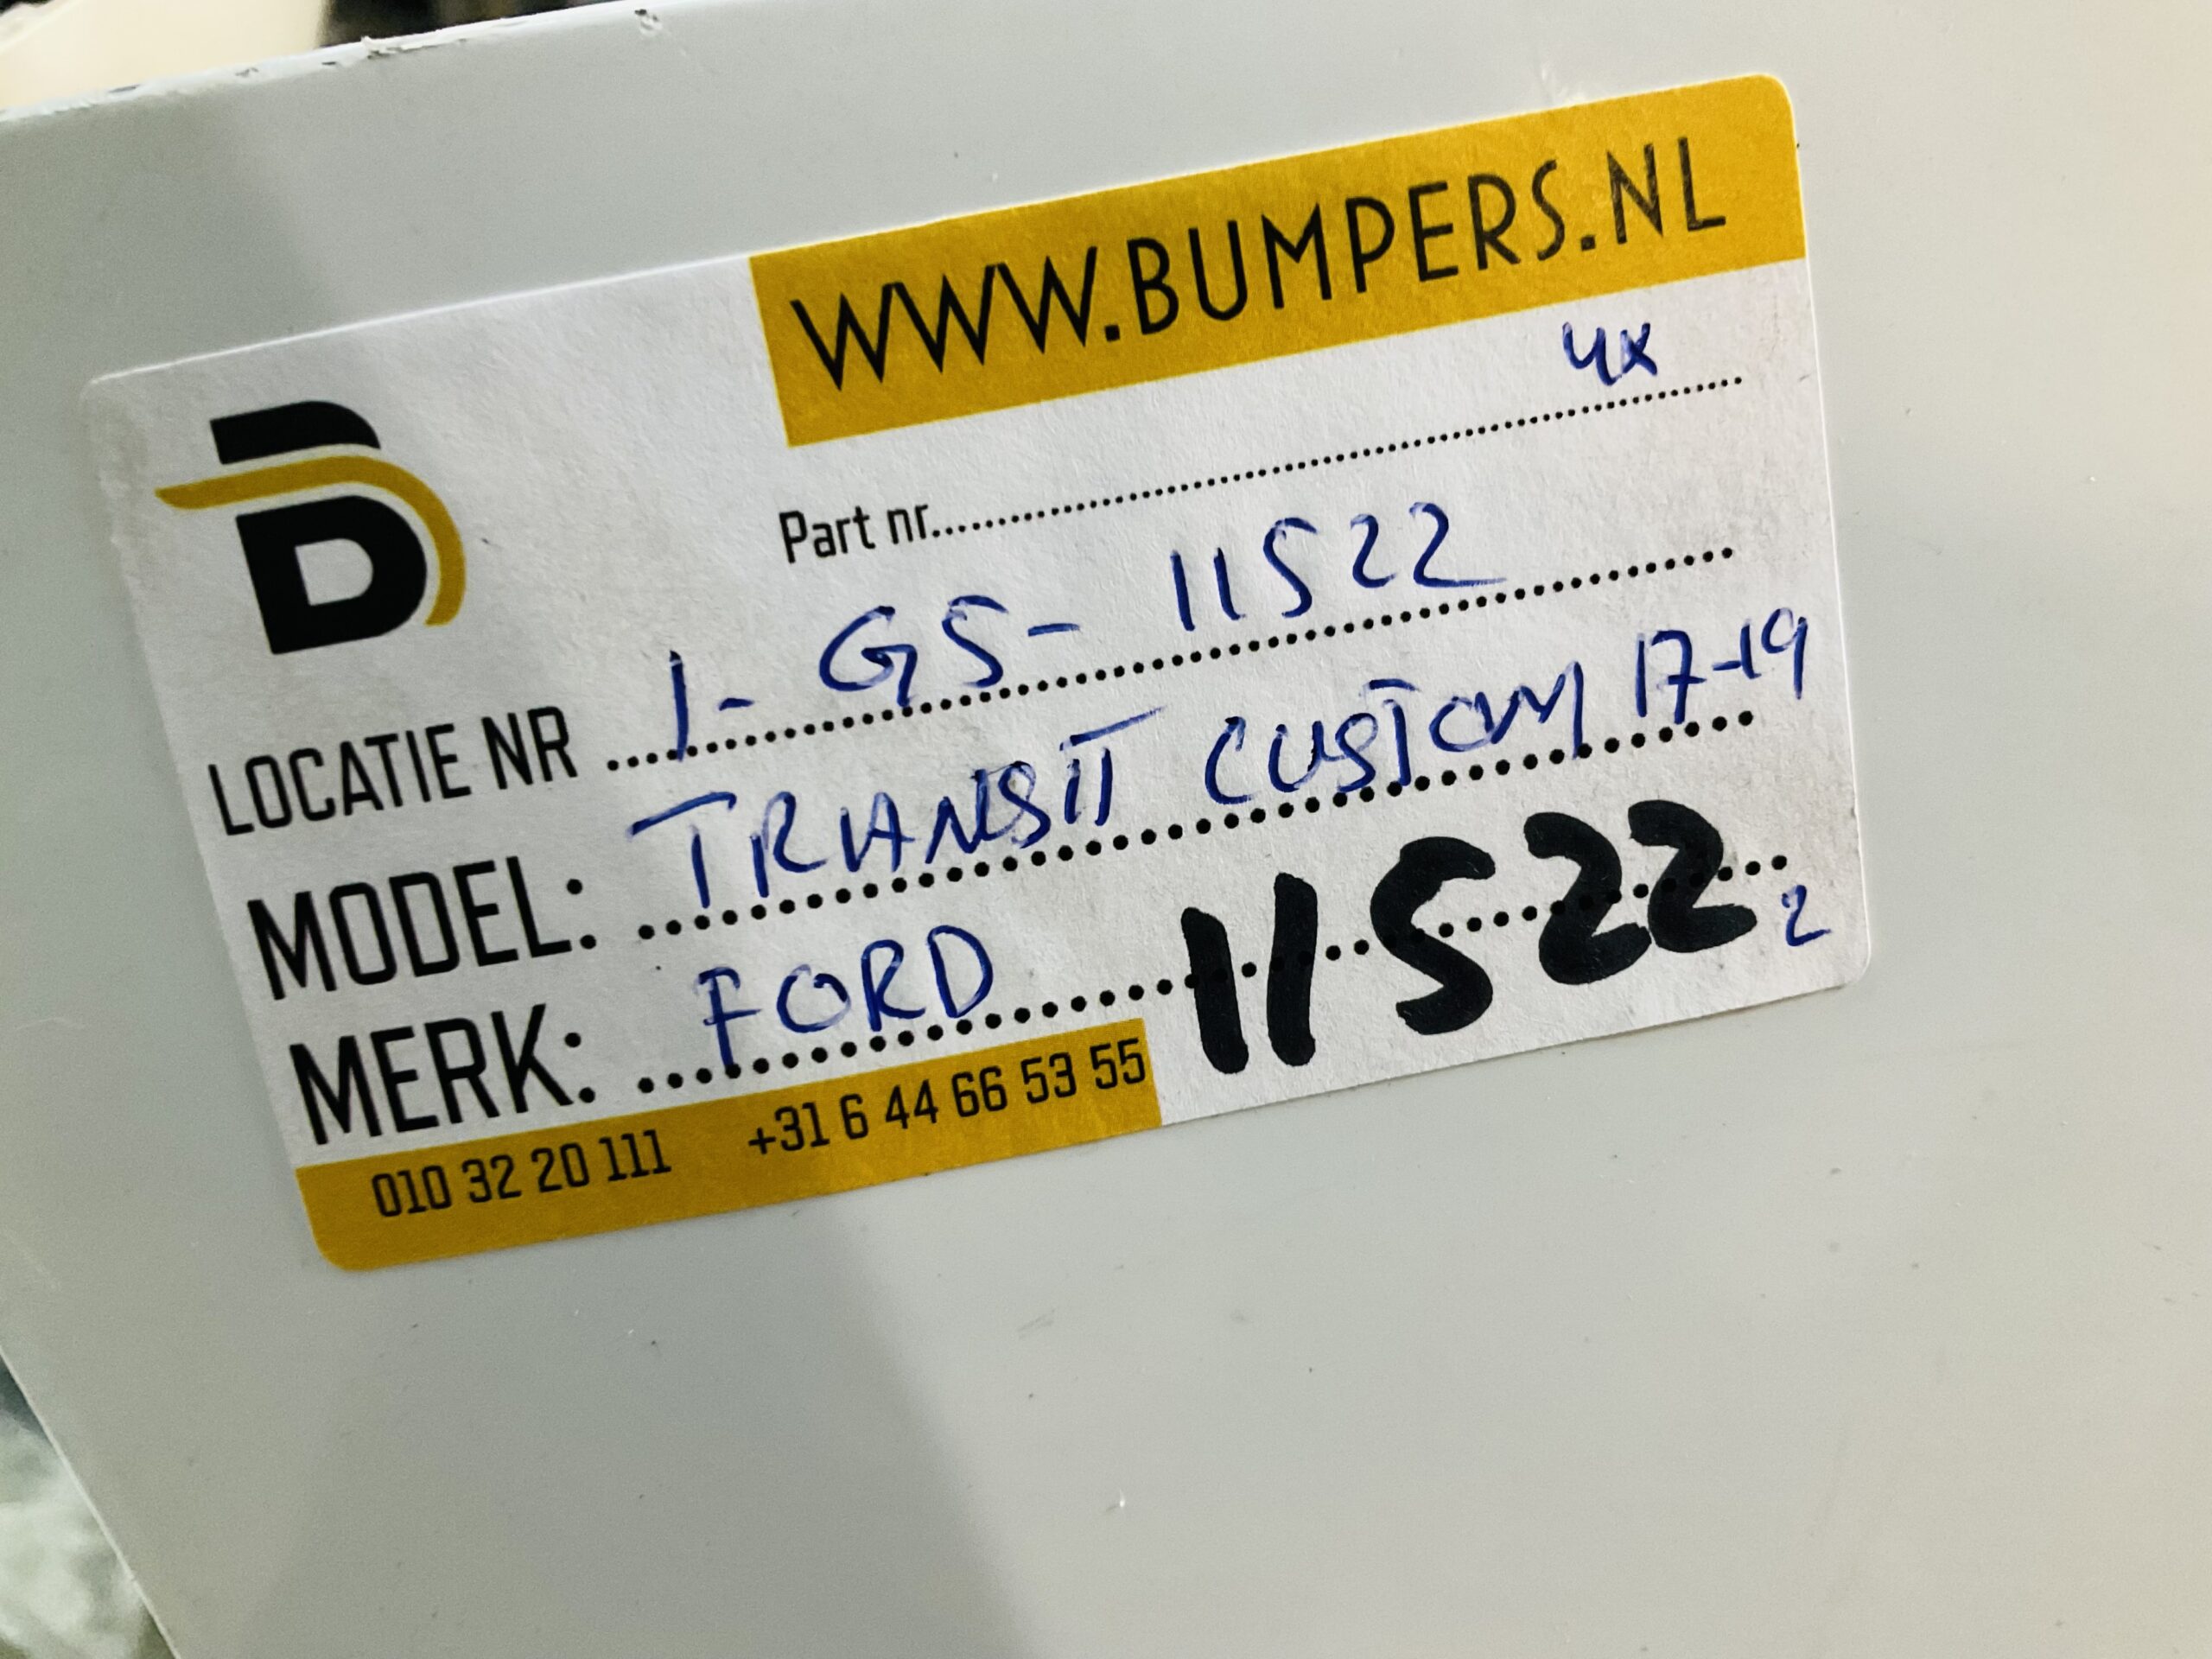 WWW.BUMPERS.NL
4x
Part nr....................
LOCATIE NR 1- GS- 11522
MODEL: TRANSIT CUSTOM 17-19
MERK: FORD 11522 2
010 32 20 111 +31 6 44 66 53 55